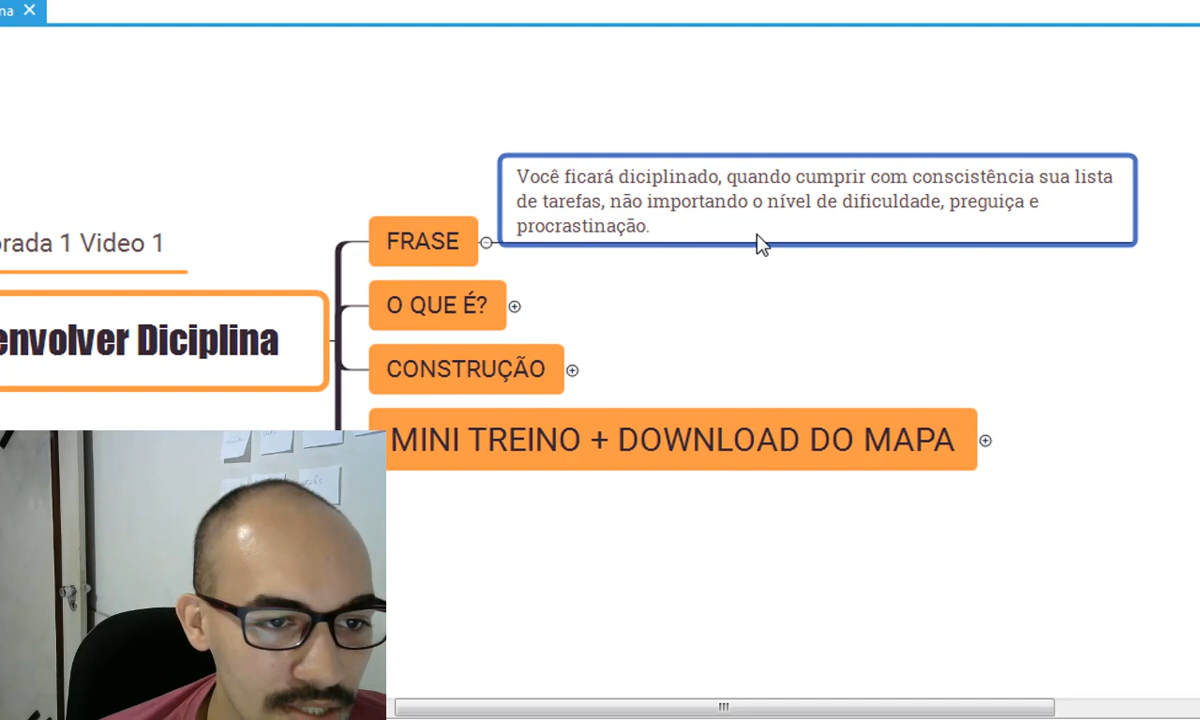 na
Você ficará diciplinado, quando cumprir com conscistência sua lista
de tarefas, não importando o nível de dificuldade, preguiça e
procrastinação.
orada 1 Video 1
FRASE
O QUE É?
envolver Diciplina
CONSTRUÇÃO
MINI TREINO + DOWNLOAD DO MAPA